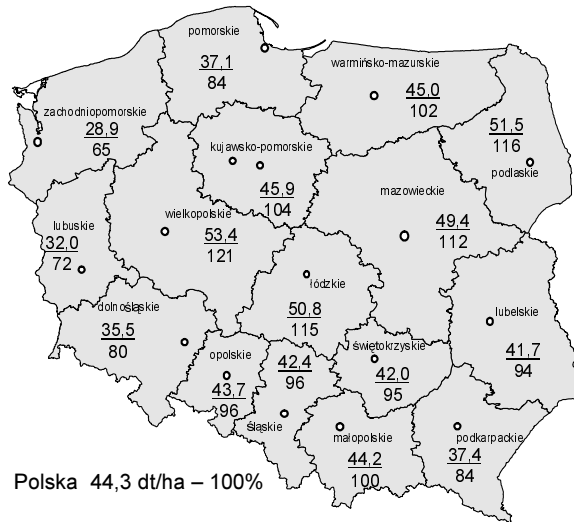 pomorskie
37,1
84
warmińsko-mazurskie
45,0
102
zachodniopomorskie
28,9
65
kujawsko-pomorskie
45,9
104
51,5
116
podlaskie
mazowieckie
49,4
112
lubuskie
32,0
72
wielkopolskie
53,4
121
łódzkie
50,8
115
dolnośląskie
35,5
80
lubelskie
41,7
94
opolskie
43,7
96
42,4
96
śląskie
świętokrzyskie
42,0
95
małopolskie
44,2
100
podkarpackie
37,4
84
Polska 44,3 dt/ha – 100%